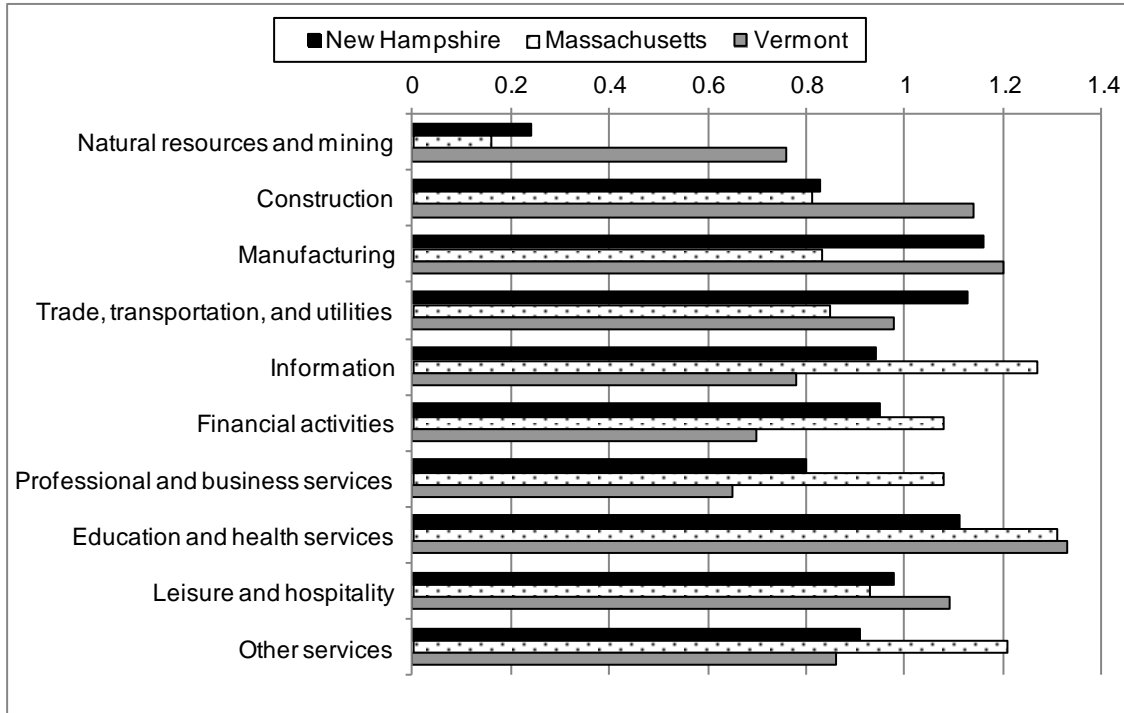 New Hampshire Massachusetts Vermont
0 0.2 0.4 0.6 0.8 1 1.2 1.4
Natural resources and mining
Construction
Manufacturing
Trade, transportation, and utilities
Information
Financial activities
Professional and business services
Education and health services
Leisure and hospitality
Other services